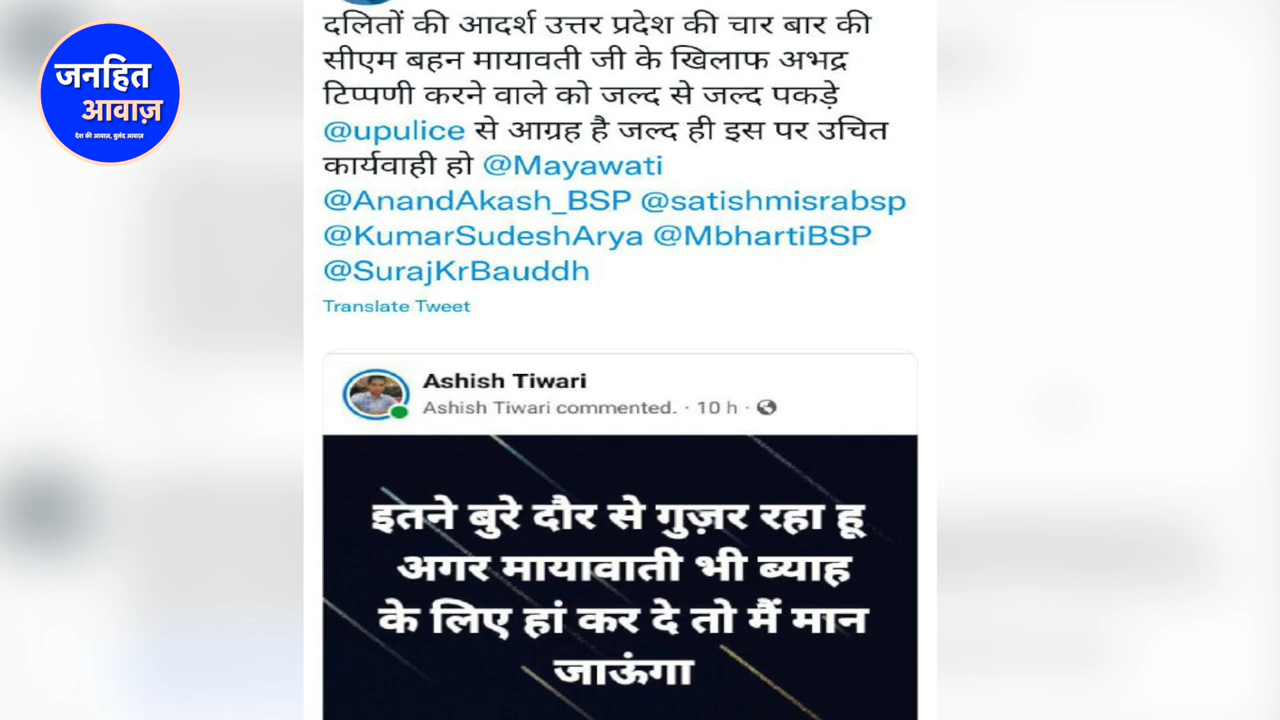 जनहित
आवाज़
देश की आवाज़, बुलंद आवाज़
दलितों की आदर्श उत्तर प्रदेश की चार बार की
सीएम बहन मायावती जी के खिलाफ अभद्र
टिप्पणी करने वाले को जल्द से जल्द पकड़े
@upulice से आग्रह है जल्द ही इस पर उचित
कार्यवाही हो @Mayawati
@AnandAkash_BSP @satishmisrabsp
@KumarSudeshArya @MbhartiBSP
@SurajKrBauddh
Translate Tweet
Ashish Tiwari
Ashish Tiwari commented. · 10 h ·
इतने बुरे दौर से गुज़र रहा हू
अगर मायावाती भी ब्याह
के लिए हां कर दे तो मैं मान
जाऊंगा